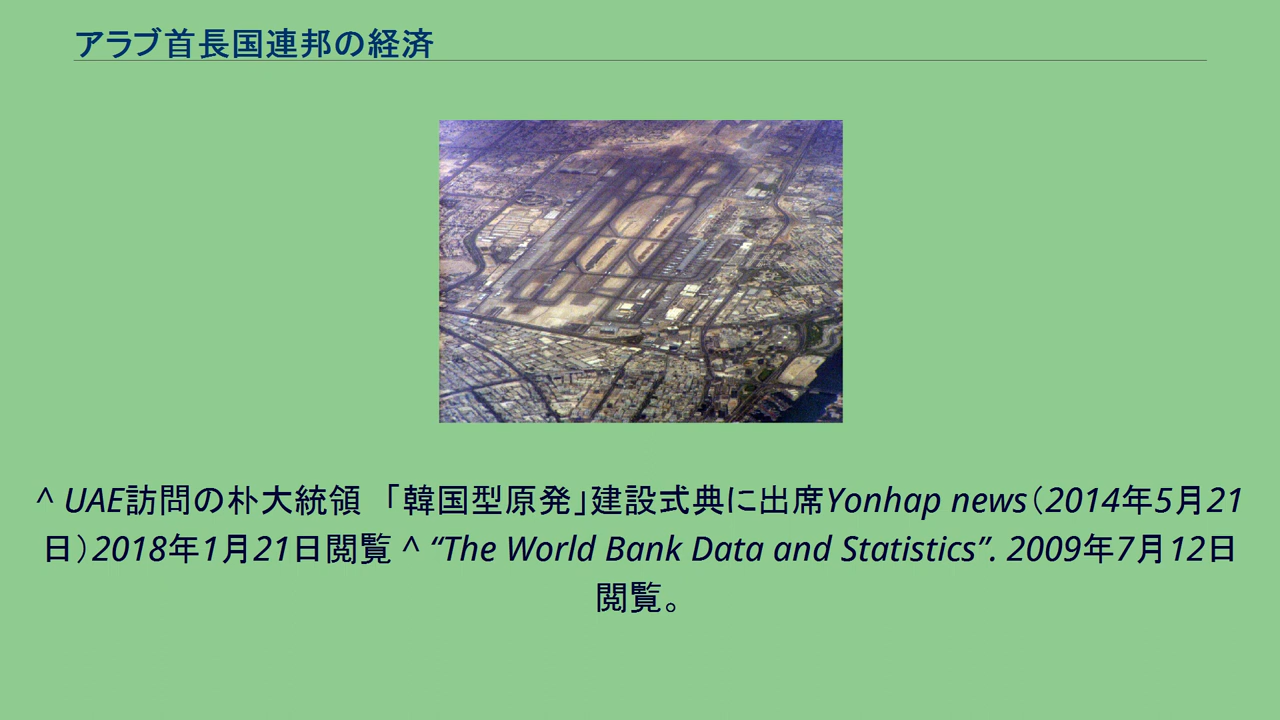 アラブ首長国連邦の経済
^ UAE訪問の朴大統領　「韓国型原発」建設式典に出席Yonhap news（2014年5月21
日）2018年1月21日閲覧 ^ “The World Bank Data and Statistics”. 2009年7月12日
閲覧。